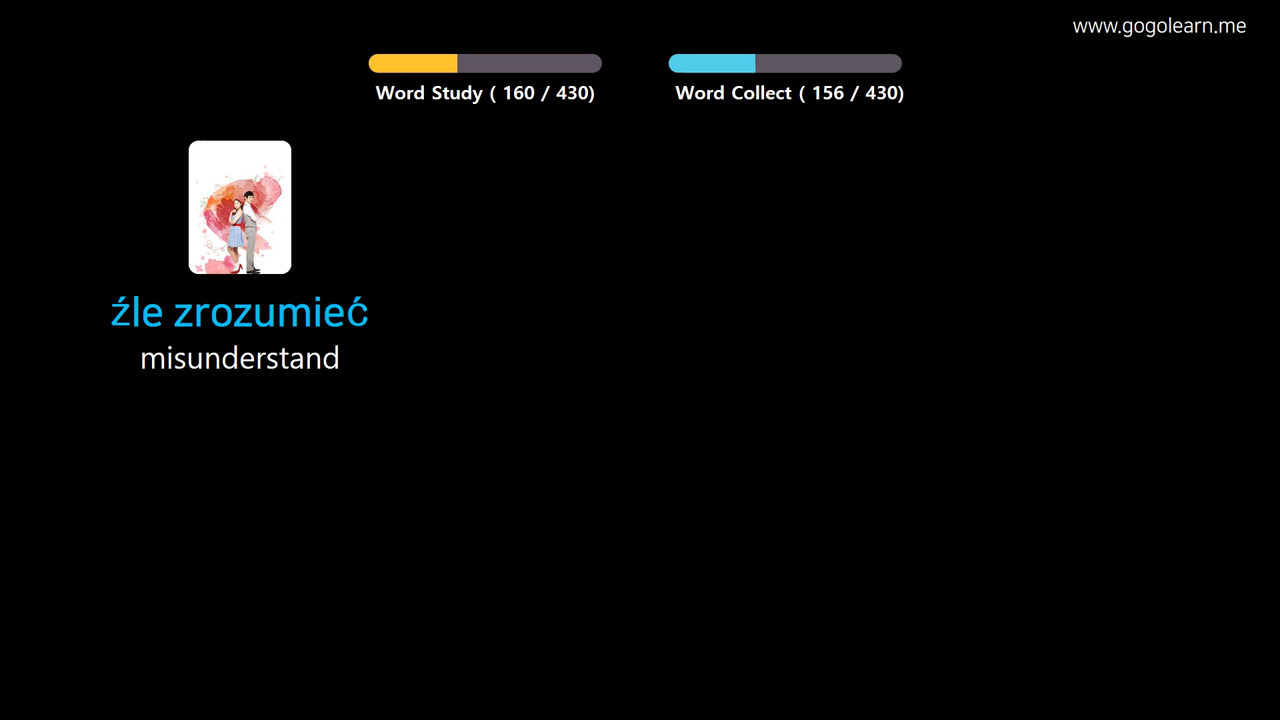 www.gogolearn.me
Word Study ( 160 / 430)
Word Collect ( 156 / 430)
źle zrozumieć
misunderstand